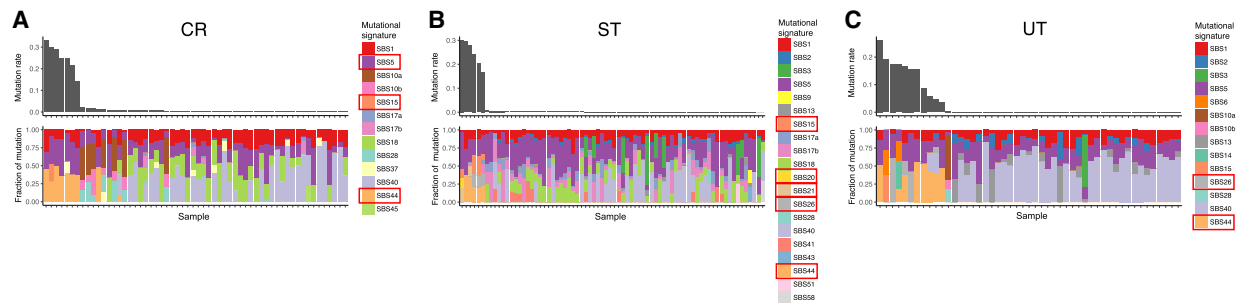 A
CR
Mutation rate
0.3
0.2
0.1
0.0
Fraction of mutation
1.00
0.75
0.50
0.25
0.00
Sample
Mutational
signature
SBS1
SBS5
SBS10a
SBS10b
SBS15
SBS17a
SBS17b
SBS18
SBS28
SBS37
SBS40
SBS44
SBS45
B
ST
Mutation rate
0.3
0.2
0.1
0.0
Fraction of mutation
1.00
0.75
0.50
0.25
0.00
Sample
Mutational
signature
SBS1
SBS2
SBS3
SBS5
SBS9
SBS13
SBS15
SBS17a
SBS17b
SBS18
SBS20
SBS21
SBS26
SBS28
SBS40
SBS41
SBS43
SBS44
SBS51
SBS58
C
UT
Mutation rate
0.2
0.1
0.0
Fraction of mutation
1.00
0.75
0.50
0.25
0.00
Sample
Mutational
signature
SBS1
SBS2
SBS3
SBS5
SBS6
SBS10a
SBS10b
SBS13
SBS14
SBS15
SBS26
SBS28
SBS40
SBS44